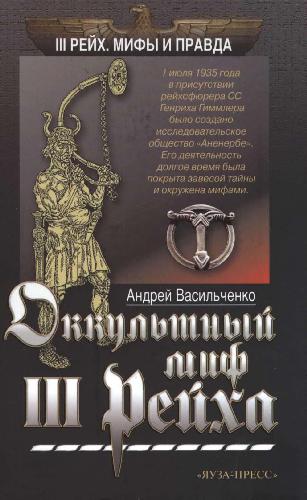 III РЕЙХ. МИФЫ И ПРАВДА
1 июля 1935 года
в присутствии
рейхсфюрера СС
Генриха Гиммлера
было создано
исследовательское
общество «Аненербе».
Его деятельность
долгое время была
покрыта завесой тайны
и окружена мифами.
Андрей Васильченко
Оккультный
миф
III Рейха
«ЯУЗА-ПРЕСС»